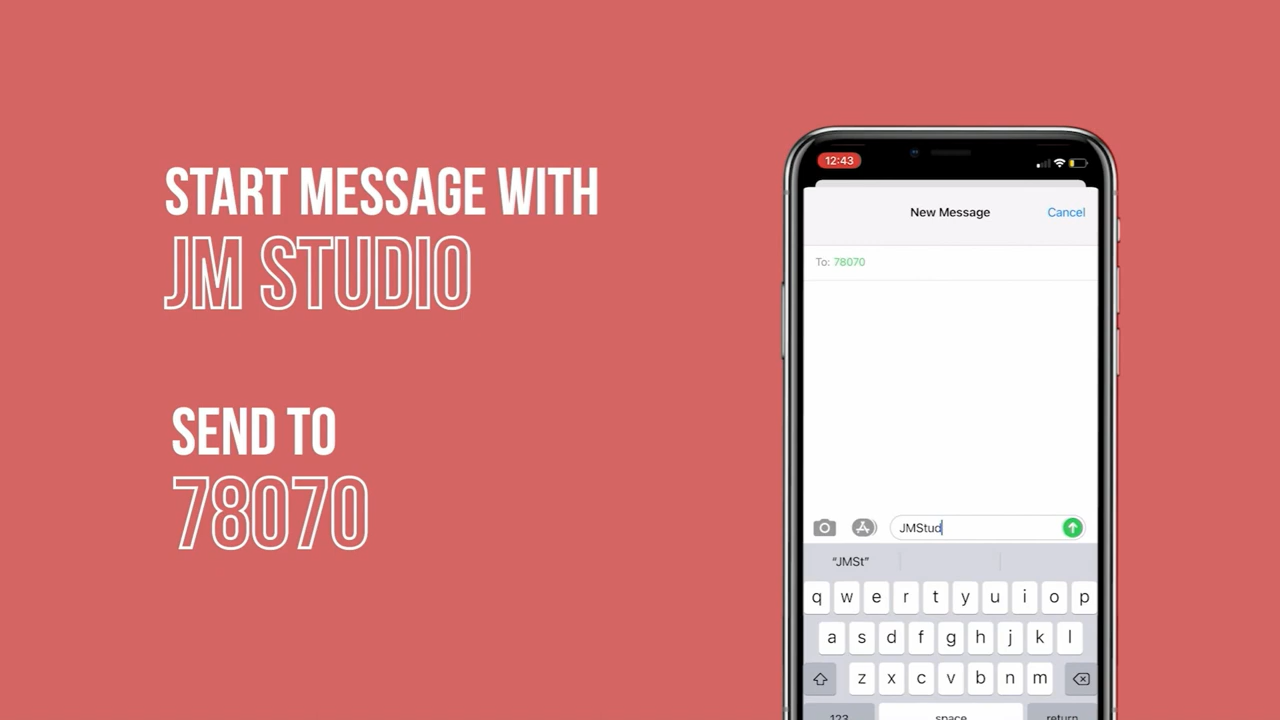 START MESSAGE WITH
JM STUDIO
SEND TO
78070
12:43
New Message
Cancel
To: 78070
JMStud
“JMSt”
q w e r t y u i o p
a s d f g h j k l
z x c v b n m
123 space return